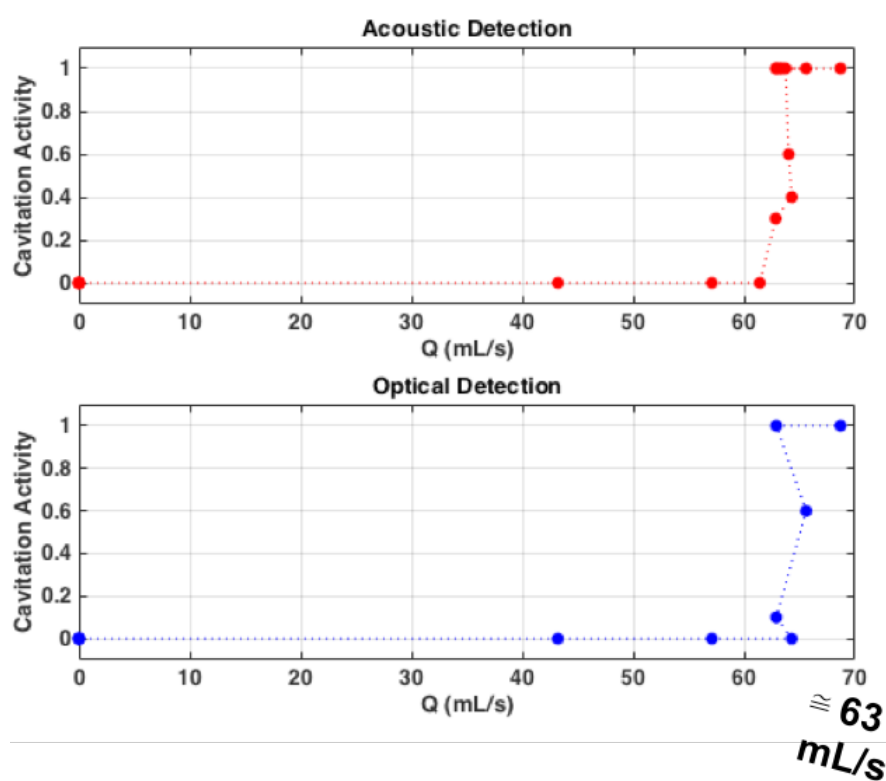 Acoustic Detection
Cavitation Activity
1
0.8
0.6
0.4
0.2
0
0 10 20 30 40 50 60 70
Q (mL/s)
Optical Detection
Cavitation Activity
1
0.8
0.6
0.4
0.2
0
0 10 20 30 40 50 60 70
Q (mL/s)
≅ 63
mL/s